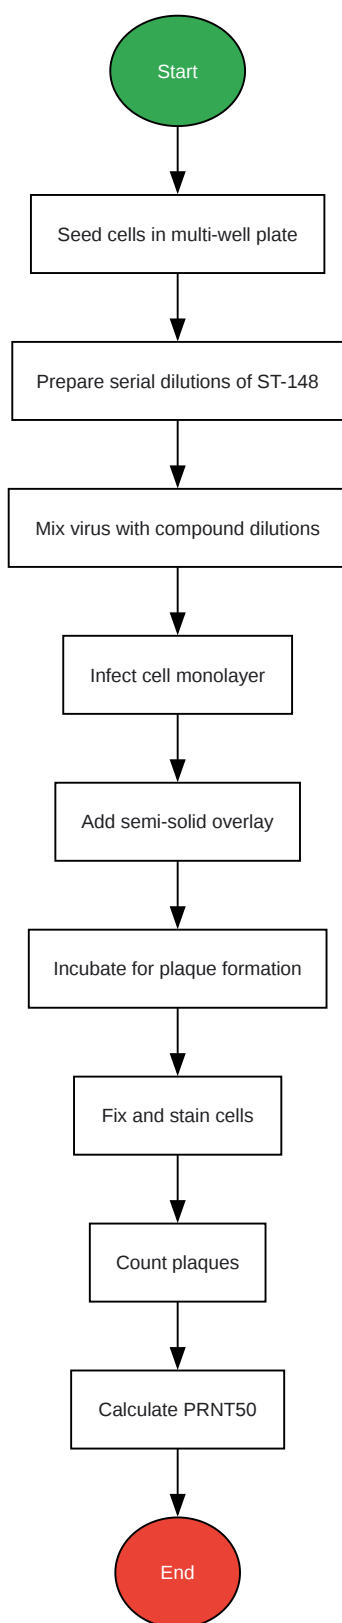 Start
Seed cells in multi-well plate
Prepare serial dilutions of ST-148
Mix virus with compound dilutions
Infect cell monolayer
Add semi-solid overlay
Incubate for plaque formation
Fix and stain cells
Count plaques
Calculate PRNT50
End